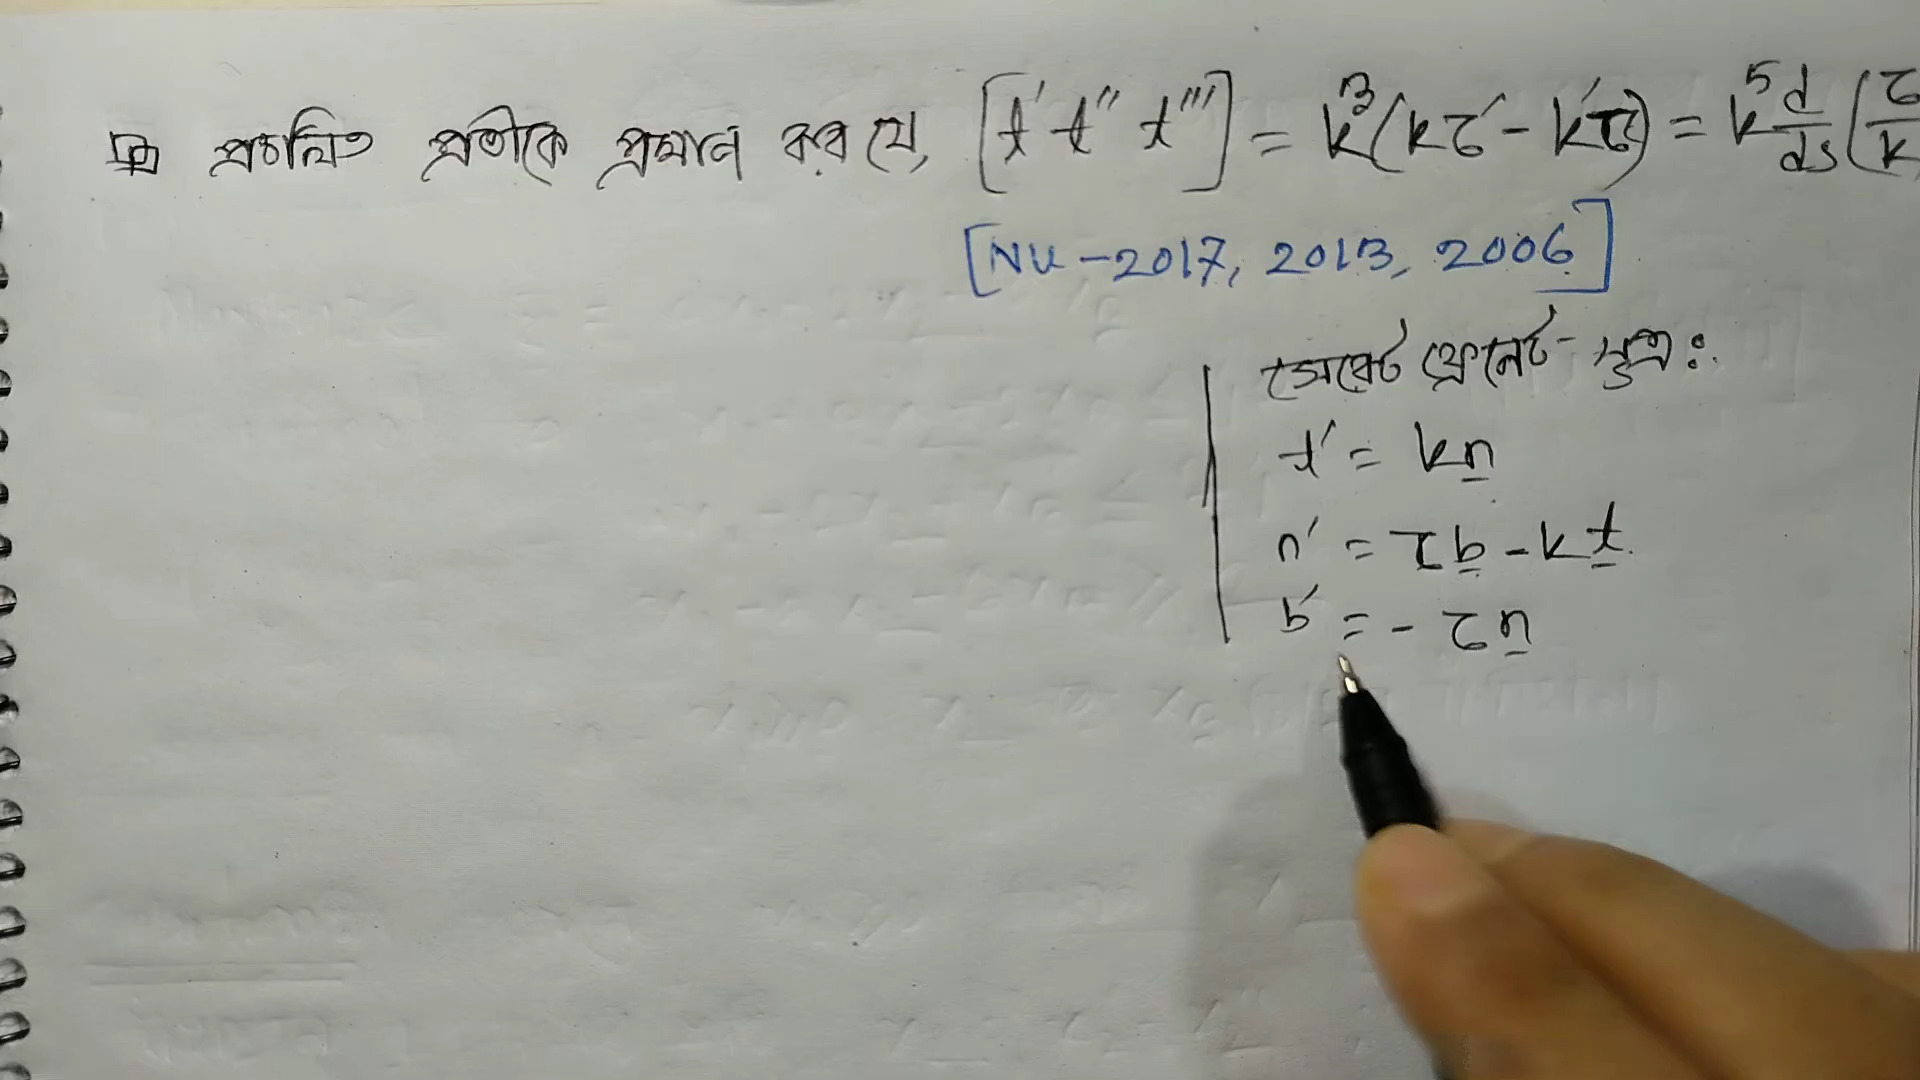 প্রচলিত প্রতীকে প্রমান কর যে, [t' t'' t'''] = k³(kτ' - k'τ) = k⁵ d/ds (τ/k
[NU-2017, 2013, 2006]
সেরেট ফ্রেনেট সূত্র:
t' = kn
n' = τb - kt
b' = - τn